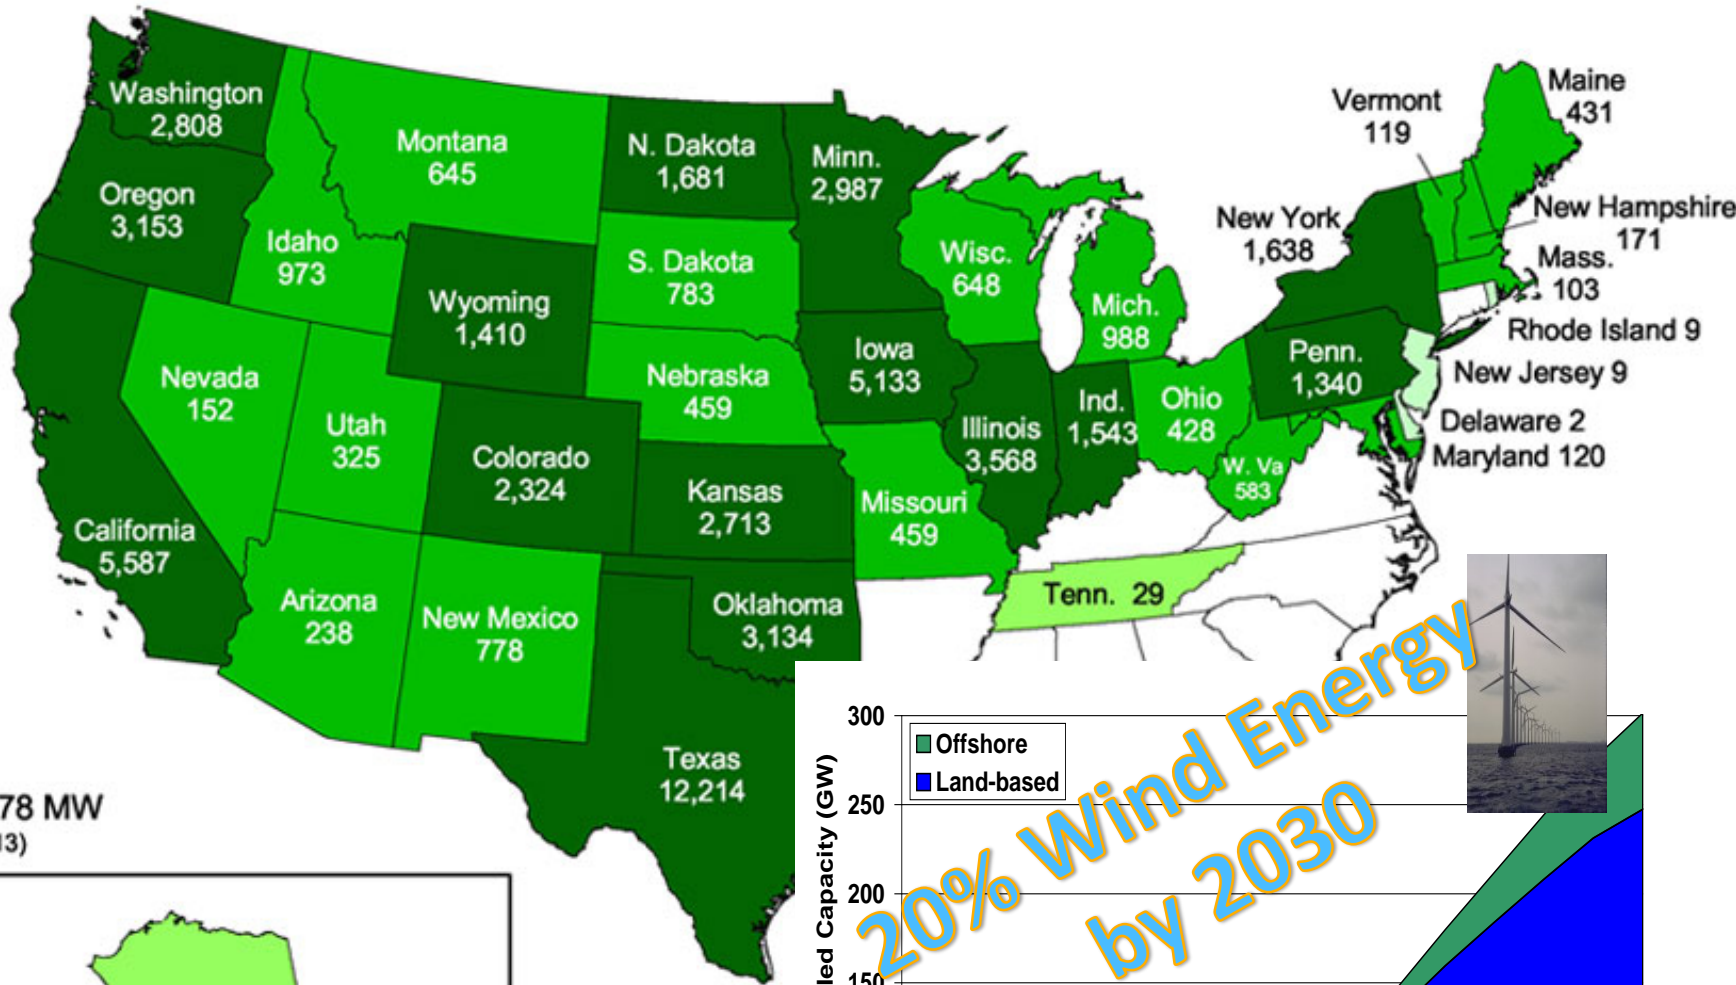 Washington
2,808
Oregon
3,153
Idaho
973
Montana
645
N. Dakota
1,681
Minn.
2,987
Wyoming
1,410
S. Dakota
783
Wisc.
648
Mich.
988
Vermont
119
Maine
431
New York
1,638
New Hampshire
171
Mass.
103
Rhode Island 9
New Jersey 9
Delaware 2
Maryland 120
Penn.
1,340
Nevada
152
Utah
325
Colorado
2,324
Nebraska
459
Iowa
5,133
Illinois
3,568
Ind.
1,543
Ohio
428
W. Va
583
California
5,587
Arizona
238
New Mexico
778
Kansas
2,713
Missouri
459
Oklahoma
3,134
Tenn. 29
Texas
12,214
78 MW
13)
20% Wind Energy
by 2030
300
250
200
150
led Capacity (GW)
Offshore
Land-based